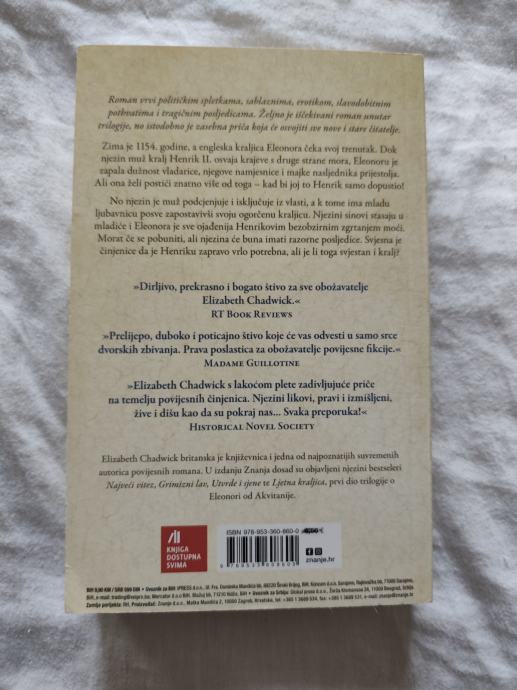 Roman vrvi političkim spletkama, sablaznima, erotikom, slavodobitnim
pothvatima i tragičnim posljedicama. Željno je iščekivani roman unutar
trilogije, no istodobno je zasebna priča koja će osvojiti sve nove i stare čitatelje.
Zima je 1154. godine, a engleska kraljica Eleonora čeka svoj trenutak. Dok
njezin muž kralj Henrik II. osvaja krajeve s druge strane mora, Eleonoru je
zapala dužnost vladarice, njegove namjesnice i majke nasljednika prijestolja.
Ali ona želi postići znatno više od toga – kad bi joj to Henrik samo dopustio!
No njezin je muž podcjenjuje i isključuje iz vlasti, a k tome ima mladu
ljubavnicu posve zapostavivši svoju ogorčenu kraljicu. Njezini sinovi stasaju u
mladiće i Eleonora je sve ojađenija Henrikovim bezobzirnim zgrtanjem moći.
Morat će se pobuniti, ali njezina će buna imati razorne posljedice. Svjesna je
činjenice da je Henriku zapravo vrlo potrebna, ali je li toga svjestan i kralj?
»Dirljivo, prekrasno i bogato štivo za sve obožavatelje
Elizabeth Chadwick.«
RT Book Reviews
»Prelijepo, duboko i poticajno štivo koje će vas odvesti u samo srce
dvorskih zbivanja. Prava poslastica za obožavatelje povijesne fikcije.«
Madame Guillotine
»Elizabeth Chadwick s lakoćom plete zadivljujuće priče
na temelju povijesnih činjenica. Njezini likovi, pravi i izmišljeni,
žive i dišu kao da su pokraj nas... Svaka preporuka!«
Historical Novel Society
Elizabeth Chadwick britanska je književnica i jedna od najpoznatijih suvremenih
autorica povijesnih romana. U izdanju Znanja dosad su objavljeni njezini bestseleri
Najveći vitez, Grimizni lav, Utvrde i sjene te Ljetna kraljica, prvi dio trilogije o
Eleonori od Akvitanije.
KNJIGA
DOSTUPNA
SVIMA
ISBN 978-953-360-860-0
9 789533 608600
znanje.hr